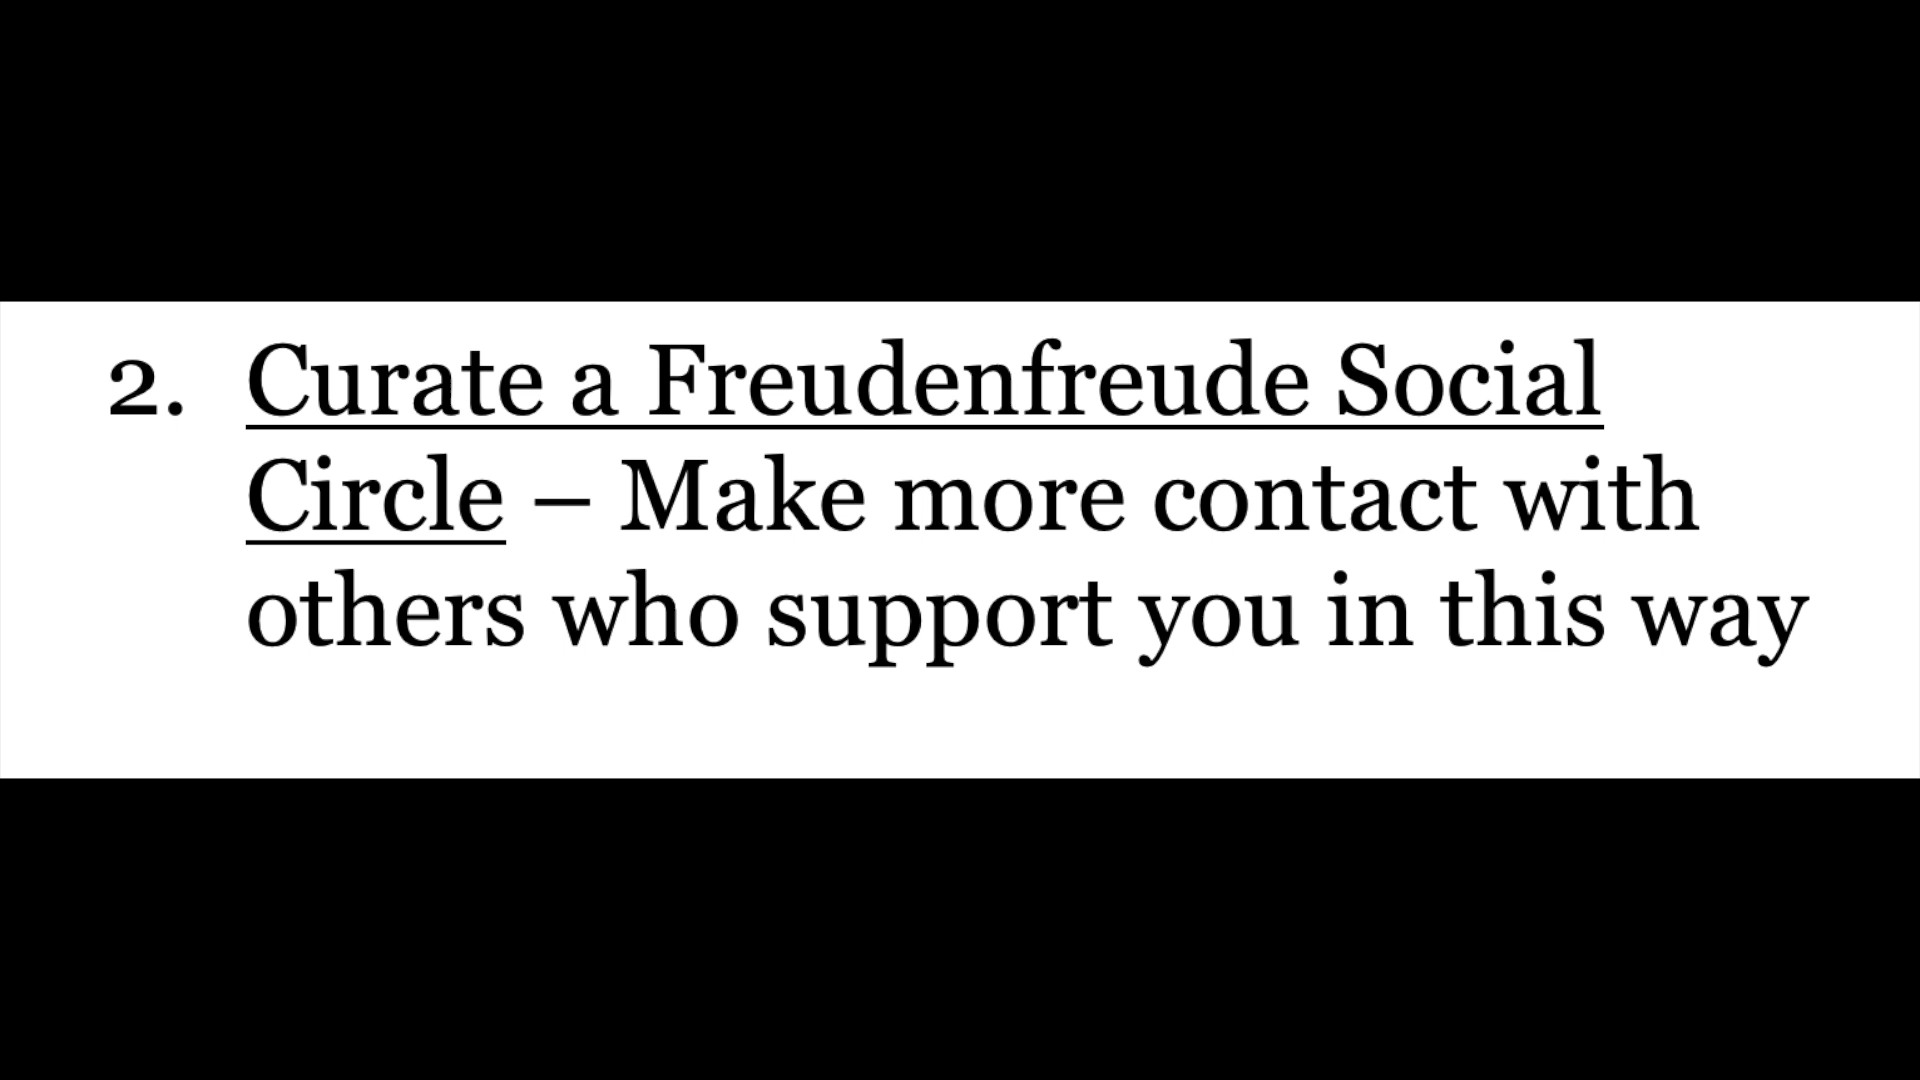 2. Curate a Freudenfreude Social
Circle – Make more contact with
others who support you in this way